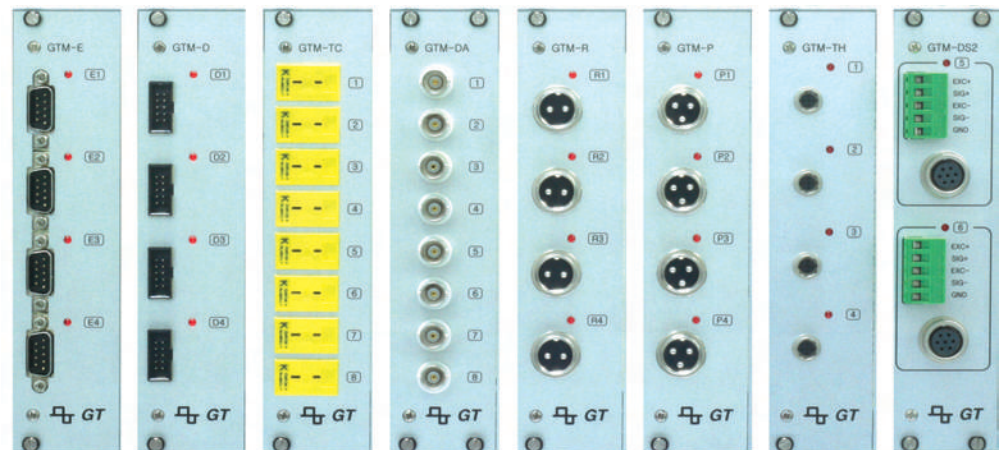 GTM-E
E1
E2
E3
E4
GT
GTM-D
D1
D2
D3
D4
GT
GTM-TC
K
1
K
2
K
3
K
4
K
5
K
6
K
7
K
8
GT
GTM-DA
1
2
3
4
5
6
7
8
GT
GTM-R
R1
R2
R3
R4
GT
GTM-P
P1
P2
P3
P4
GT
GTM-TH
1
2
3
4
GT
GTM-DS2
5
EXC+
SIG+
EXC-
SIG-
GND
6
EXC+
SIG+
EXC-
SIG-
GND
GT